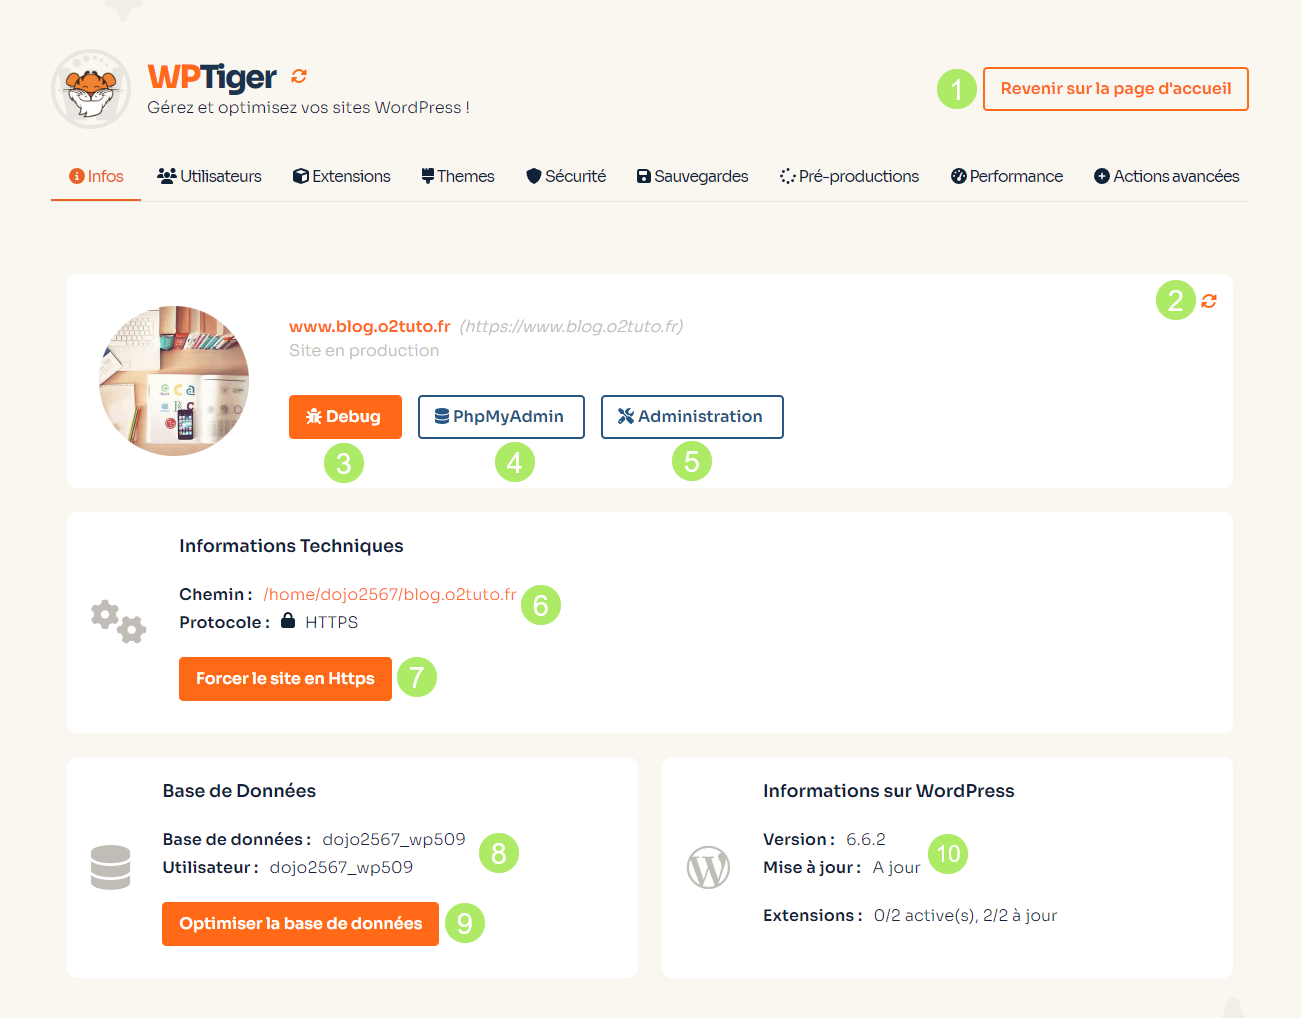 WPTiger
Gérez et optimisez vos sites WordPress !
1 Revenir sur la page d'accueil
Infos Utilisateurs Extensions Themes Sécurité Sauvegardes Pré-productions Performance Actions avancées
2
www.blog.o2tuto.fr (https://www.blog.o2tuto.fr)
Site en production
Debug PhpMyAdmin Administration
3 4 5
Informations Techniques
Chemin : /home/dojo2567/blog.o2tuto.fr 6
Protocole : HTTPS
Forcer le site en Https 7
Base de Données
Base de données : dojo2567_wp509
Utilisateur : dojo2567_wp509
8
Optimiser la base de données 9
Informations sur WordPress
Version : 6.6.2
Mise à jour : A jour
10
Extensions : 0/2 active(s), 2/2 à jour